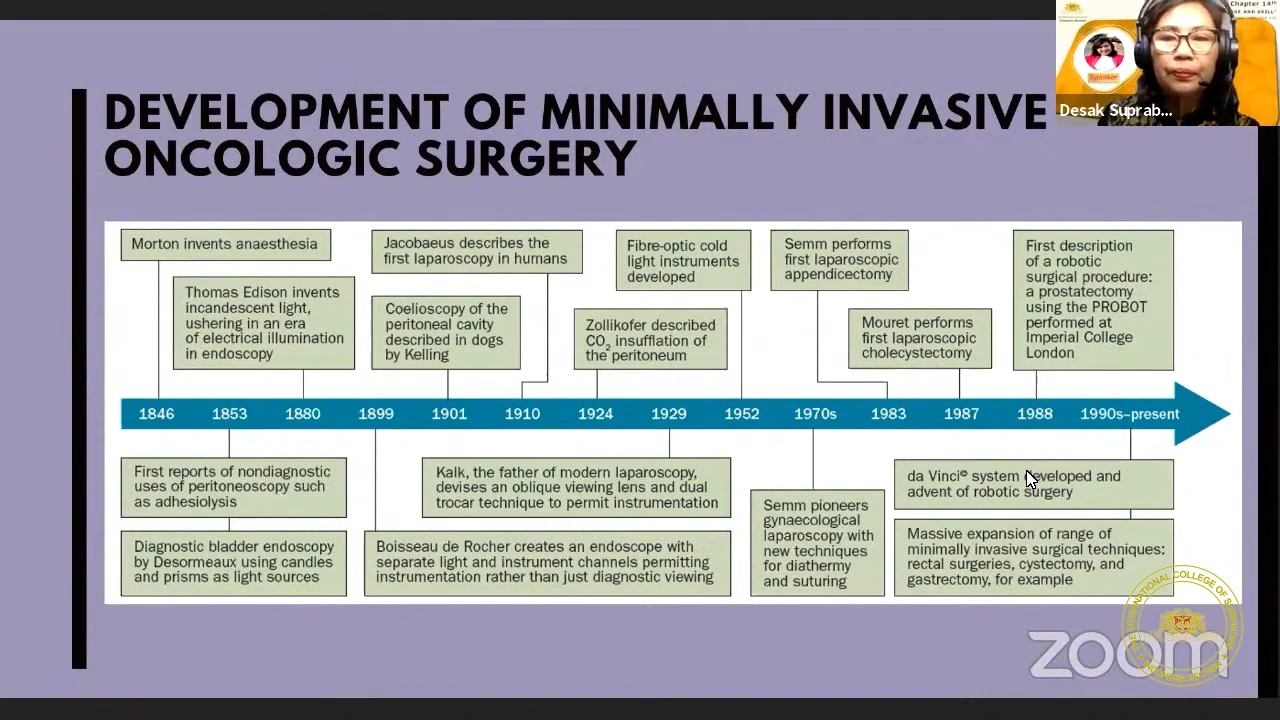 Chapter 14th
Speaker
Desak Suprab...
DEVELOPMENT OF MINIMALLY INVASIVE
ONCOLOGIC SURGERY
Morton invents anaesthesia
Thomas Edison invents
incandescent light,
ushering in an era
of electrical illumination
in endoscopy
Jacobaeus describes the
first laparoscopy in humans
Coelioscopy of the
peritoneal cavity
described in dogs
by Kelling
Fibre-optic cold
light instruments
developed
Zollikofer described
CO2 insufflation of
the peritoneum
Semm performs
first laparoscopic
appendicectomy
Mouret performs
first laparoscopic
cholecystectomy
First description
of a robotic
surgical procedure:
a prostatectomy
using the PROBOT
performed at
Imperial College
London
1846 1853 1880 1899 1901 1910 1924 1929 1952 1970s 1983 1987 1988 1990s–present
First reports of nondiagnostic
uses of peritoneoscopy such
as adhesiolysis
Diagnostic bladder endoscopy
by Desormeaux using candles
and prisms as light sources
Kalk, the father of modern laparoscopy,
devises an oblique viewing lens and dual
trocar technique to permit instrumentation
Boisseau de Rocher creates an endoscope with
separate light and instrument channels permitting
instrumentation rather than just diagnostic viewing
Semm pioneers
gynaecological
laparoscopy with
new techniques
for diathermy
and suturing
da Vinci© system developed and
advent of robotic surgery
Massive expansion of range of
minimally invasive surgical techniques:
rectal surgeries, cystectomy, and
gastrectomy, for example
zoom